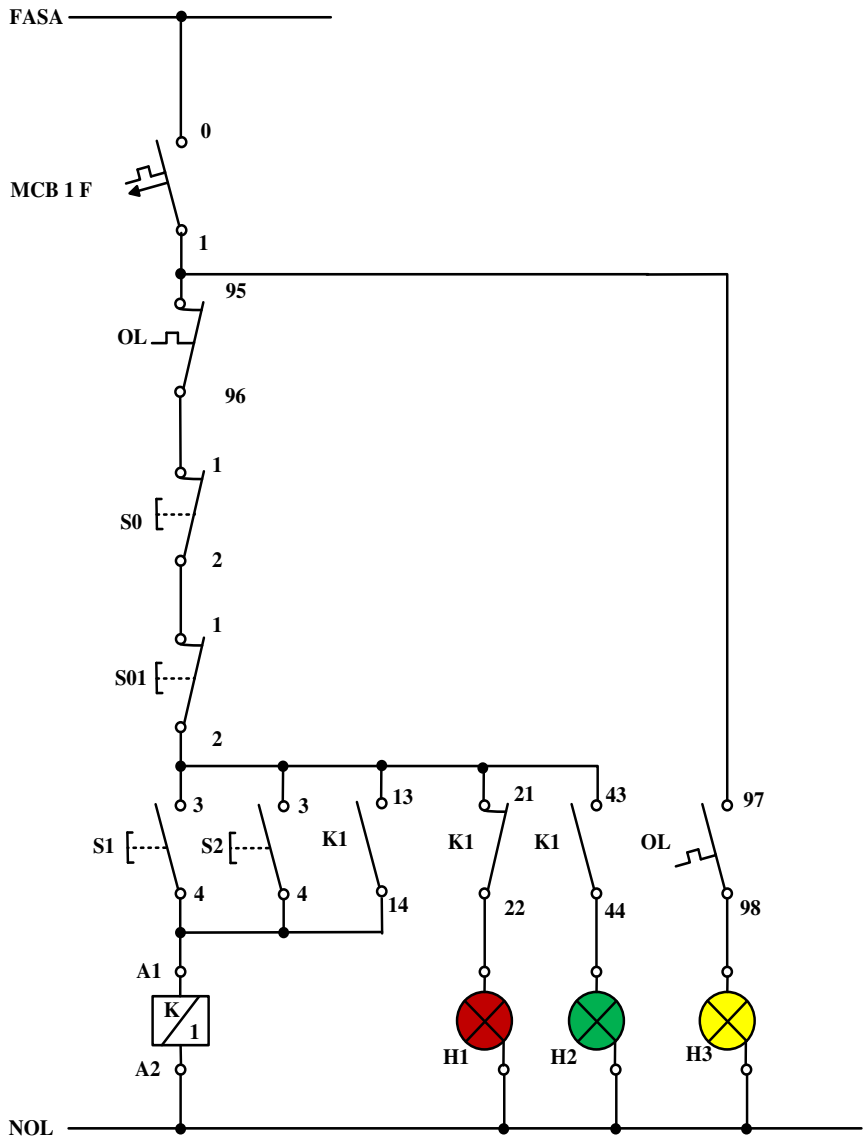 FASA
0
MCB 1 F
1
95
OL
96
1
S0
2
1
S01
2
3 3 13 21 43 97
S1 S2 K1 K1 K1 OL
4 4 14 22 44 98
A1
K
1
H1 H2 H3
A2
NOL